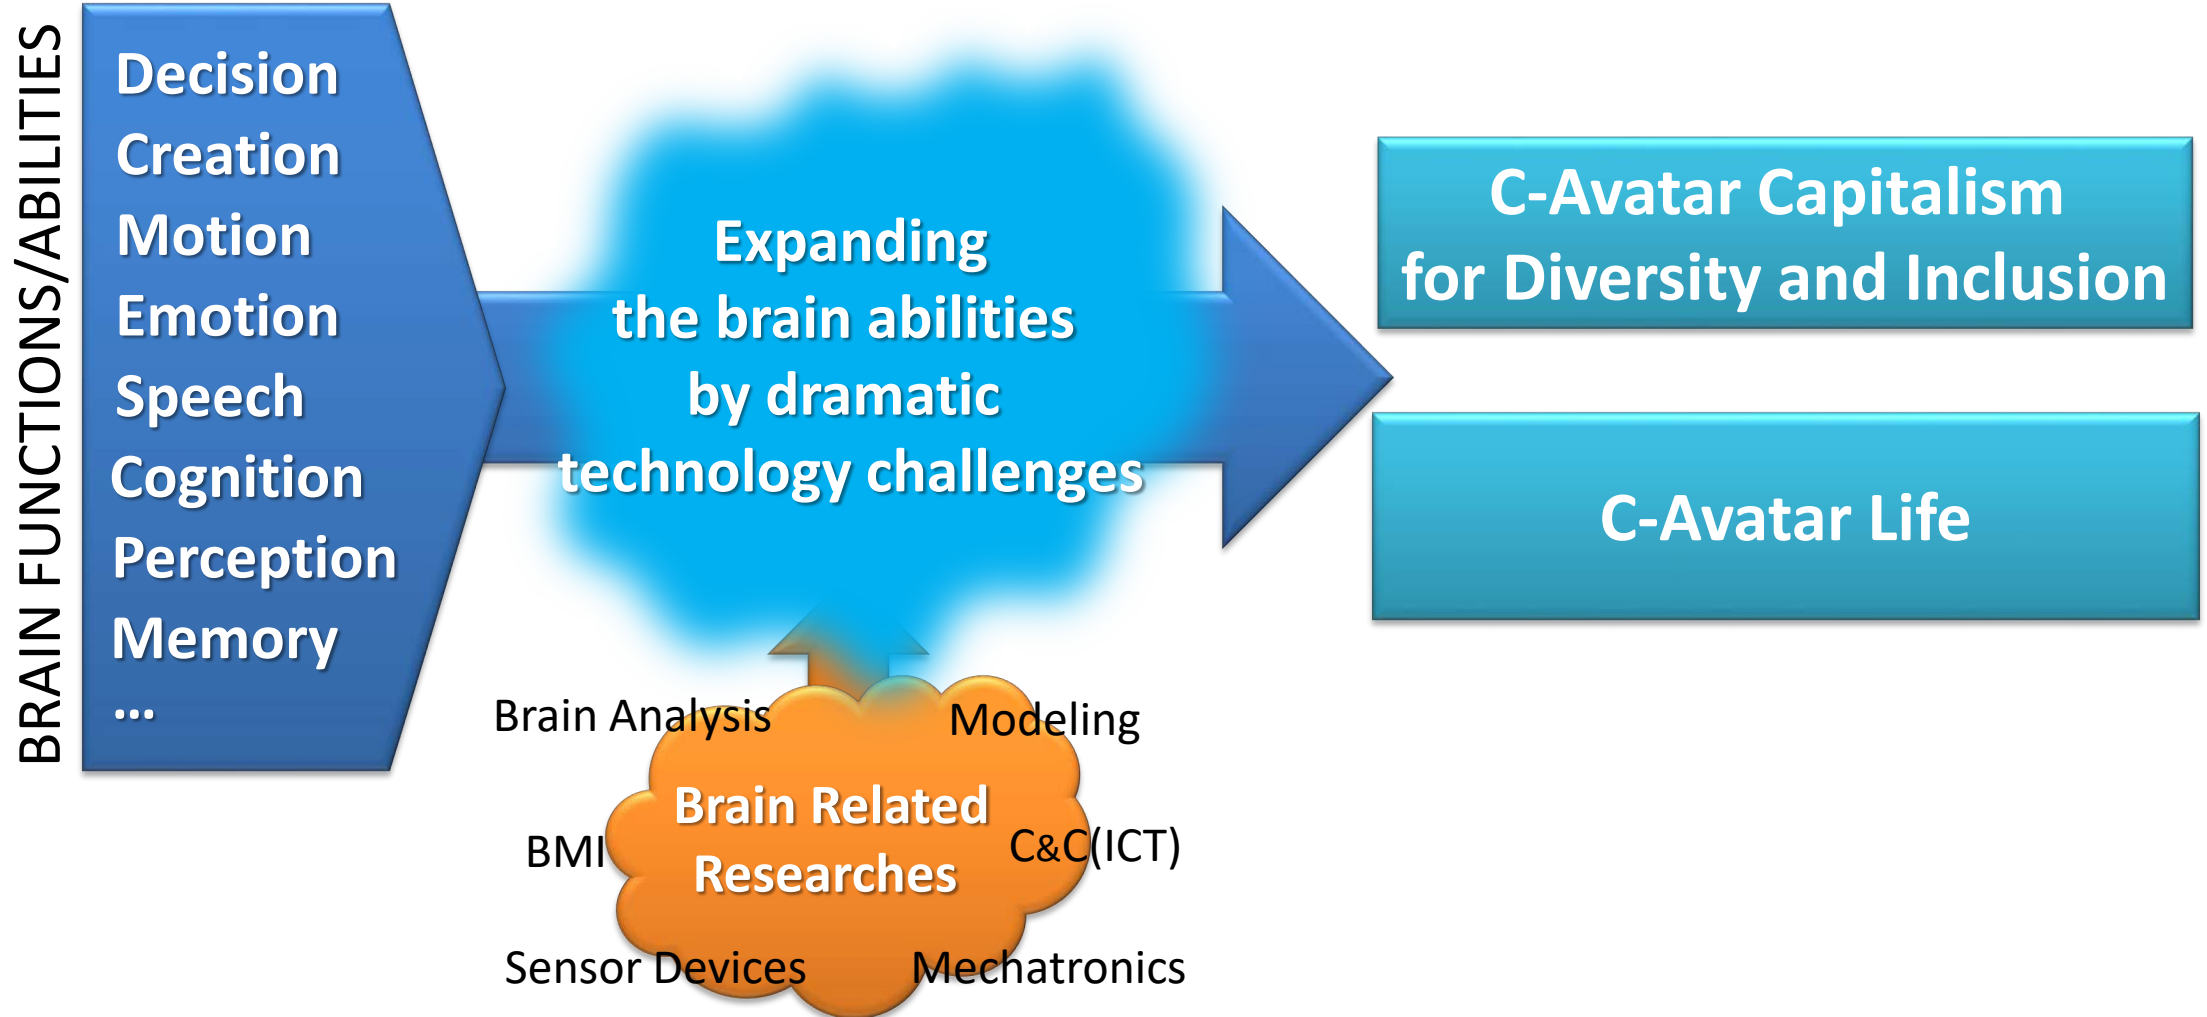 BRAIN FUNCTIONS/ABILITIES
Decision
Creation
Motion
Emotion
Speech
Cognition
Perception
Memory
...
Expanding
the brain abilities
by dramatic
technology challenges
C-Avatar Capitalism
for Diversity and Inclusion
C-Avatar Life
Brain Analysis
Modeling
Brain Related
Researches
BMI
C&C(ICT)
Sensor Devices
Mechatronics